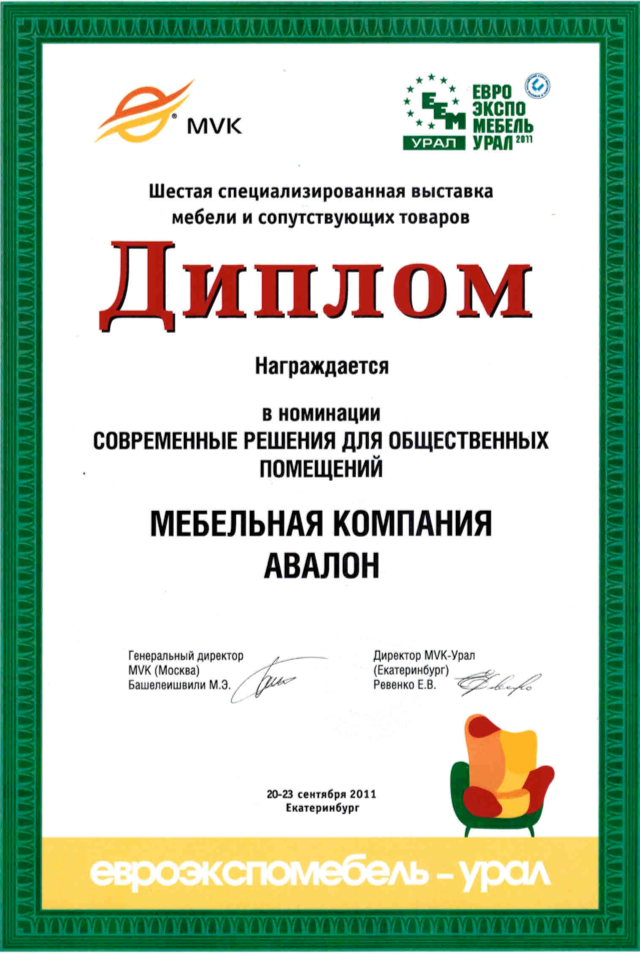 MVK
ЕЕМ
УРАЛ
ЕВРО
ЭКСПО
МЕБЕЛЬ
УРАЛ 2011
Шестая специализированная выставка
мебели и сопутствующих товаров
Диплом
Награждается
в номинации
СОВРЕМЕННЫЕ РЕШЕНИЯ ДЛЯ ОБЩЕСТВЕННЫХ
ПОМЕЩЕНИЙ
МЕБЕЛЬНАЯ КОМПАНИЯ
АВАЛОН
Генеральный директор
MVK (Москва)
Башелеишвили М.Э.
Директор MVK-Урал
(Екатеринбург)
Ревенко Е.В.
20-23 сентября 2011
Екатеринбург
евроэкспомебель – урал